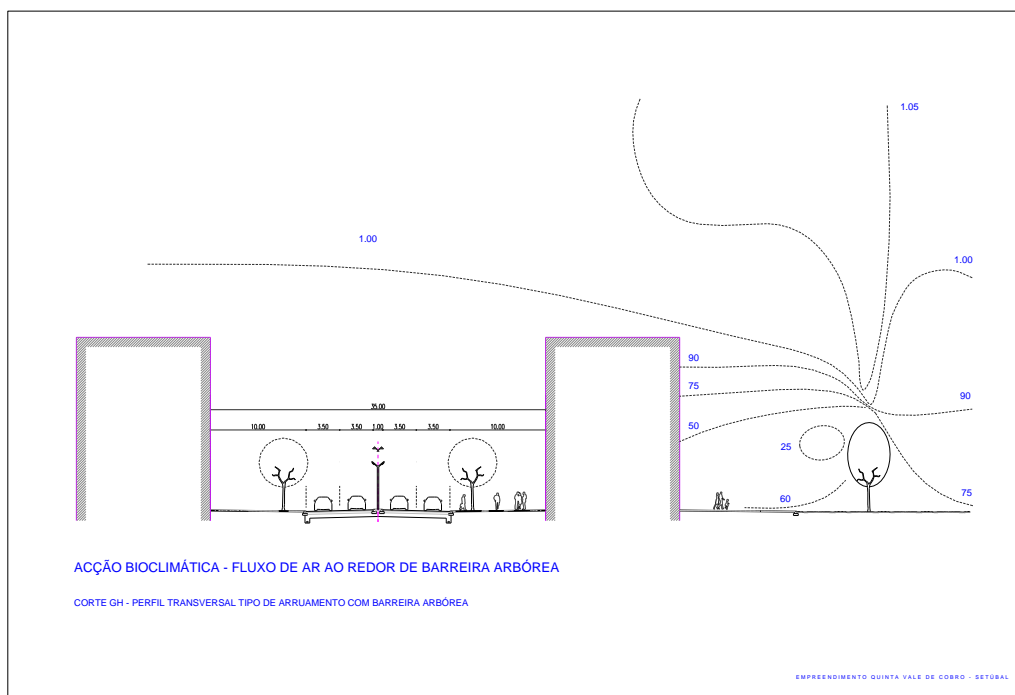 1.05
1.00
1.00
90
75
50
90
25
60
75
35.00
10.00 3.50 3.50 1.00 3.50 3.50 10.00
ACÇÃO BIOCLIMÁTICA - FLUXO DE AR AO REDOR DE BARREIRA ARBÓREA
CORTE GH - PERFIL TRANSVERSAL TIPO DE ARRUAMENTO COM BARREIRA ARBÓREA
EMPREENDIMENTO QUINTA VALE DE COBRO - SETÚBAL